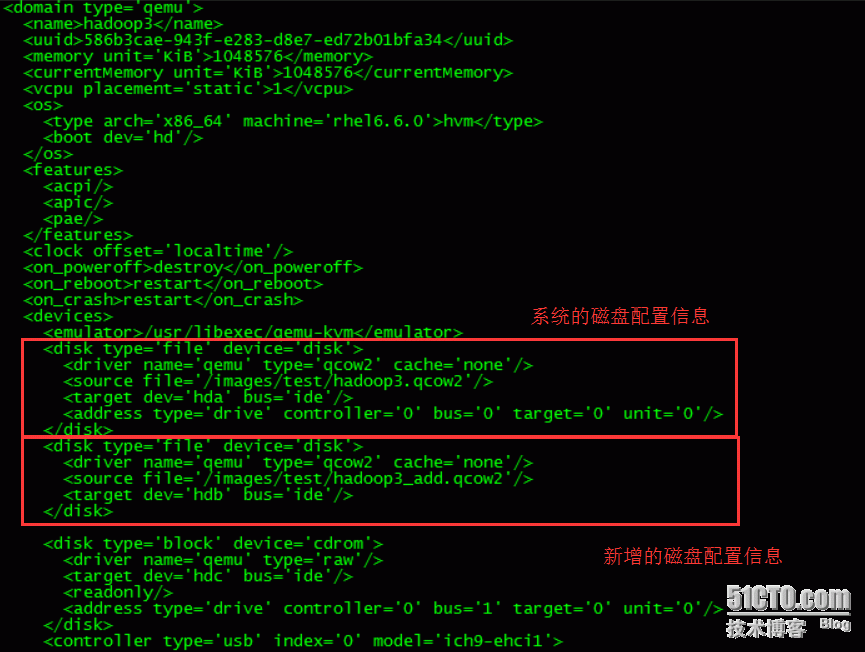 <domain type='qemu'>
<name>hadoop3</name>
<uuid>586b3cae-943f-e283-d8e7-ed72b01bfa34</uuid>
<memory unit='KiB'>1048576</memory>
<currentMemory unit='KiB'>1048576</currentMemory>
<vcpu placement='static'>1</vcpu>
<os>
<type arch='x86_64' machine='rhel6.6.0'>hvm</type>
<boot dev='hd'/>
</os>
<features>
<acpi/>
<apic/>
<pae/>
</features>
<clock offset='localtime'/>
<on_poweroff>destroy</on_poweroff>
<on_reboot>restart</on_reboot>
<on_crash>restart</on_crash>
<devices>
系统的磁盘配置信息
<emulator>/usr/libexec/qemu-kvm</emulator>
<disk type='file' device='disk'>
<driver name='qemu' type='qcow2' cache='none'/>
<source file='/images/test/hadoop3.qcow2'/>
<target dev='hda' bus='ide'/>
<address type='drive' controller='0' bus='0' target='0' unit='0'/>
</disk>
<disk type='file' device='disk'>
<driver name='qemu' type='qcow2' cache='none'/>
<source file='/images/test/hadoop3_add.qcow2'/>
<target dev='hdb' bus='ide'/>
</disk>
<disk type='block' device='cdrom'>
新增的磁盘配置信息
<driver name='qemu' type='raw'/>
<target dev='hdc' bus='ide'/>
<readonly/>
<address type='drive' controller='0' bus='1' target='0' unit='0'/>
</disk>
<controller type='usb' index='0' model='ich9-ehci1'>
51CTO.com
技术博客 Blog